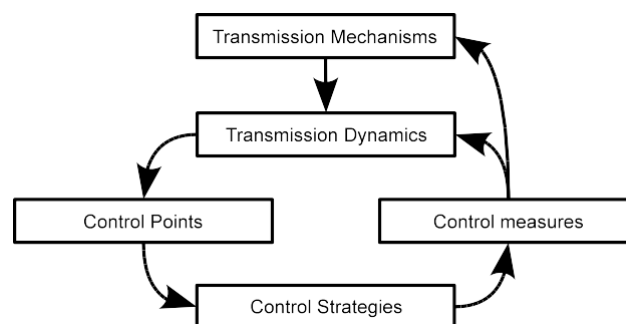 Transmission Mechanisms
Transmission Dynamics
Control Points
Control measures
Control Strategies